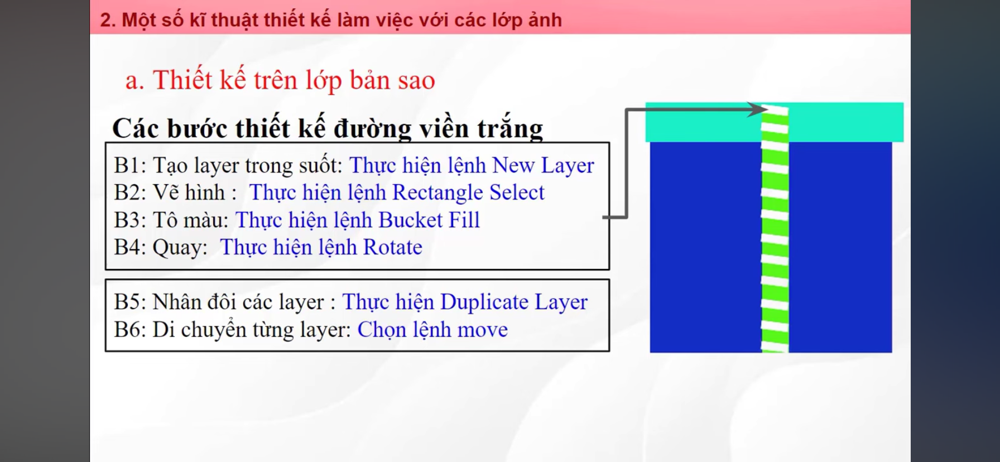 2. Một số kĩ thuật thiết kế làm việc với các lớp ảnh
a. Thiết kế trên lớp bản sao
Các bước thiết kế đường viền trắng
B1: Tạo layer trong suốt: Thực hiện lệnh New Layer
B2: Vẽ hình : Thực hiện lệnh Rectangle Select
B3: Tô màu: Thực hiện lệnh Bucket Fill
B4: Quay: Thực hiện lệnh Rotate
B5: Nhân đôi các layer : Thực hiện Duplicate Layer
B6: Di chuyển từng layer: Chọn lệnh move